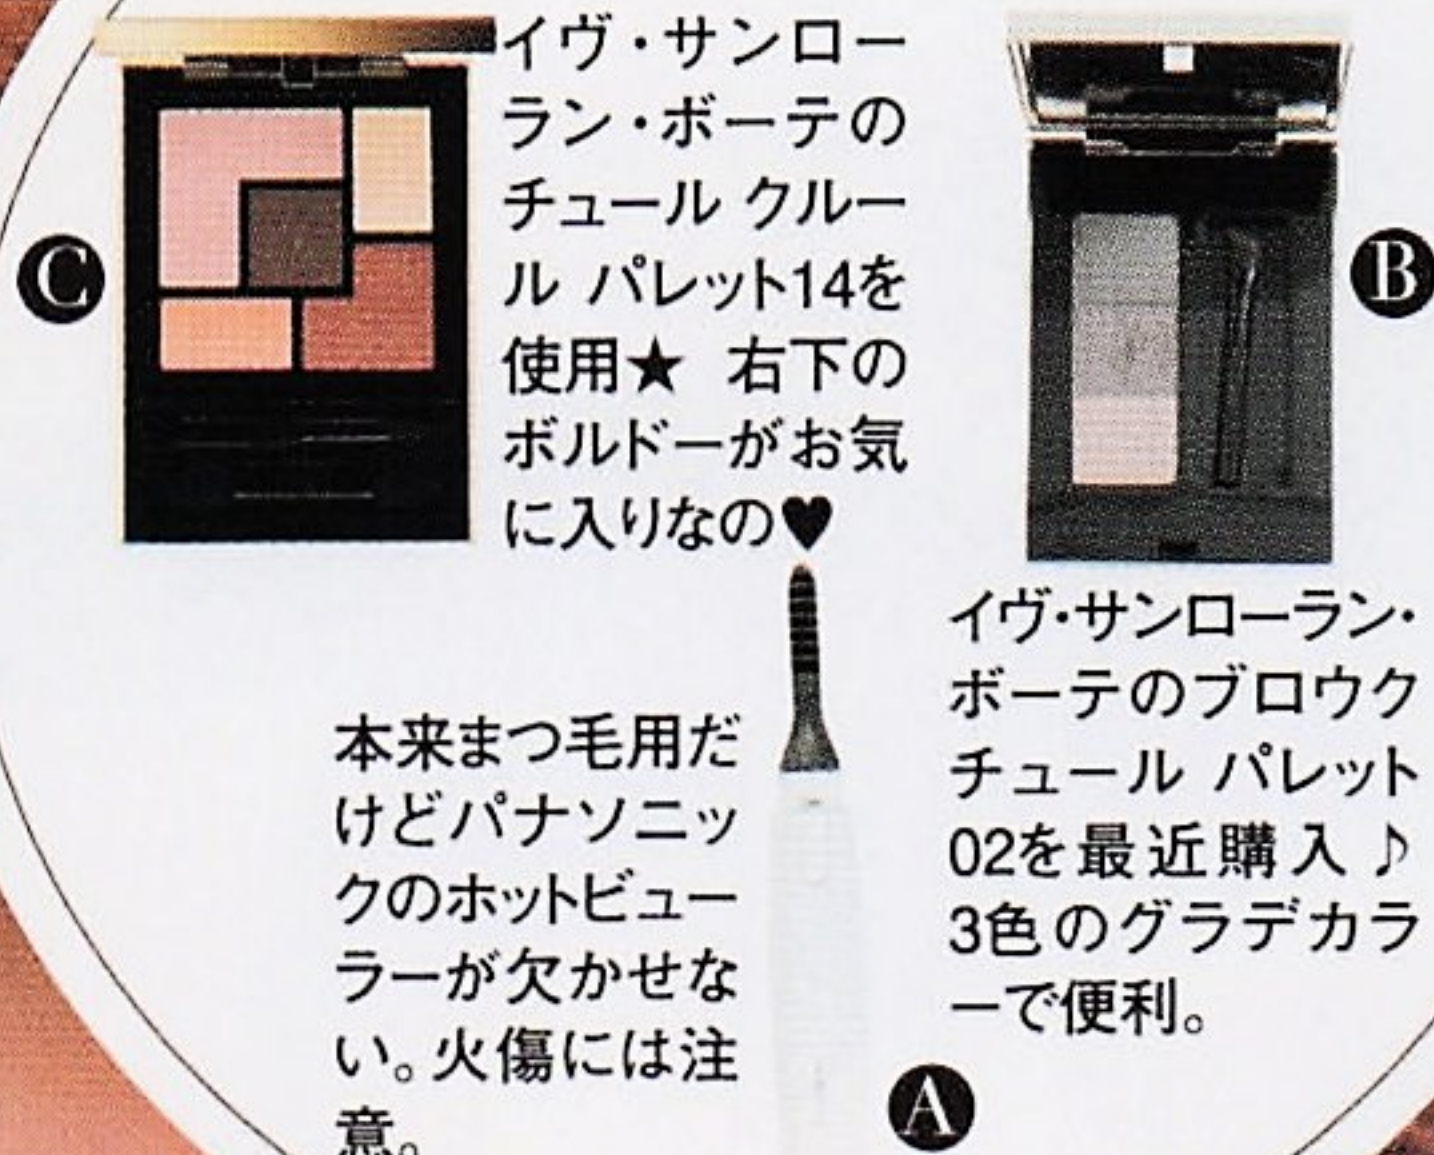 C
イヴ・サンロー
ラン・ボーテの
チュール クルー
ル パレット14を
使用★ 右下の
ボルドーがお気
に入りなの♥
B
イヴ・サンローラン・
ボーテのブロウク
チュール パレット
02を最近購入♪
3色のグラデカラ
ーで便利。
本来まつ毛用だ
けどパナソニッ
クのホットビュー
ラーが欠かせな
い。火傷には注
意。
A